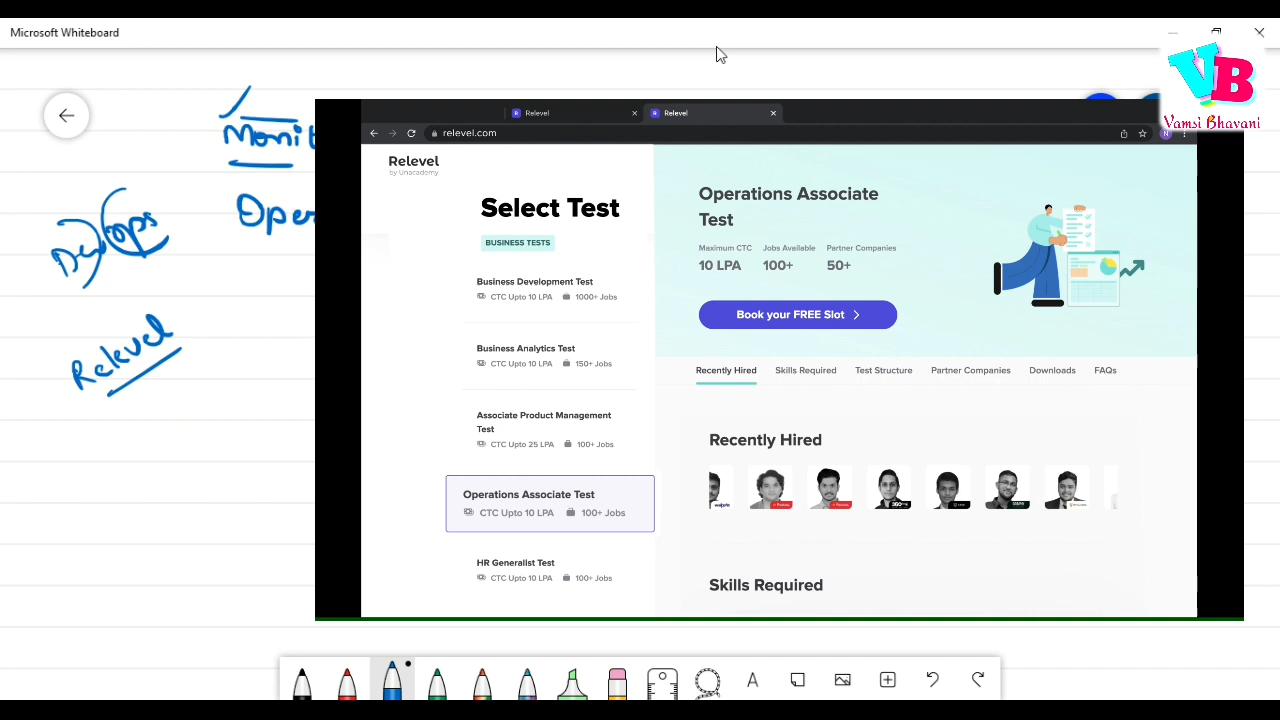 Microsoft Whiteboard
VB
Vamsi Bhavani
Monit
Oper
DevOps
Relevel
Relevel
Relevel
relevel.com
Relevel
by Unacademy
Select Test
BUSINESS TESTS
Business Development Test
CTC Upto 10 LPA 1000+ Jobs
Business Analytics Test
CTC Upto 10 LPA 150+ Jobs
Associate Product Management
Test
CTC Upto 25 LPA 100+ Jobs
Operations Associate Test
CTC Upto 10 LPA 100+ Jobs
HR Generalist Test
CTC Upto 10 LPA 100+ Jobs
Operations Associate
Test
Maximum CTC Jobs Available Partner Companies
10 LPA 100+ 50+
Book your FREE Slot
Recently Hired Skills Required Test Structure Partner Companies Downloads FAQs
Recently Hired
Skills Required